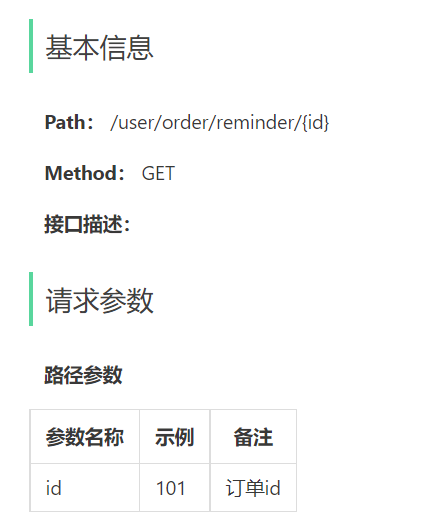 基本信息
Path： /user/order/reminder/{id}
Method： GET
接口描述：
请求参数
路径参数
参数名称 示例 备注
id 101 订单id